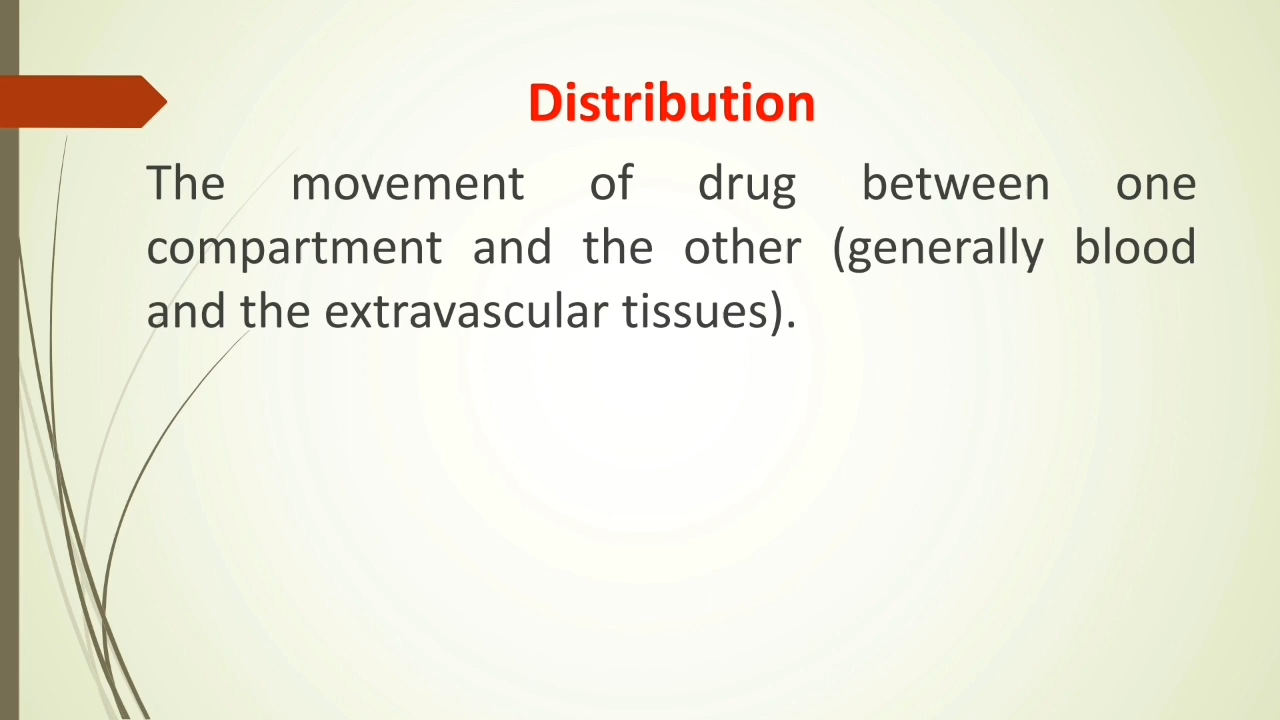 Distribution
The movement of drug between one
compartment and the other (generally blood
and the extravascular tissues).